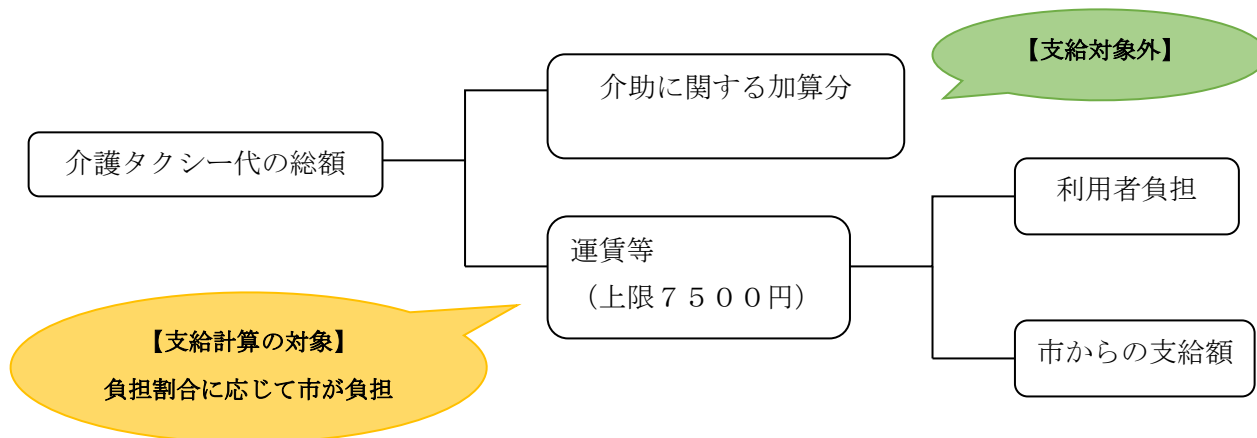 【支給対象外】
介助に関する加算分
介護タクシー代の総額
利用者負担
運賃等
（上限７５００円）
【支給計算の対象】
負担割合に応じて市が負担
市からの支給額